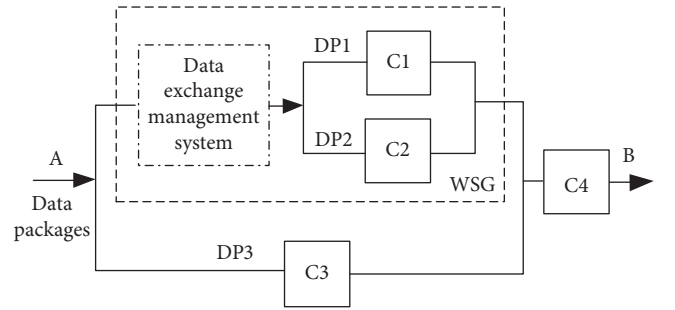 DP1
C1
Data
exchange
management
system
DP2
C2
WSG
A
Data
packages
B
C4
DP3
C3